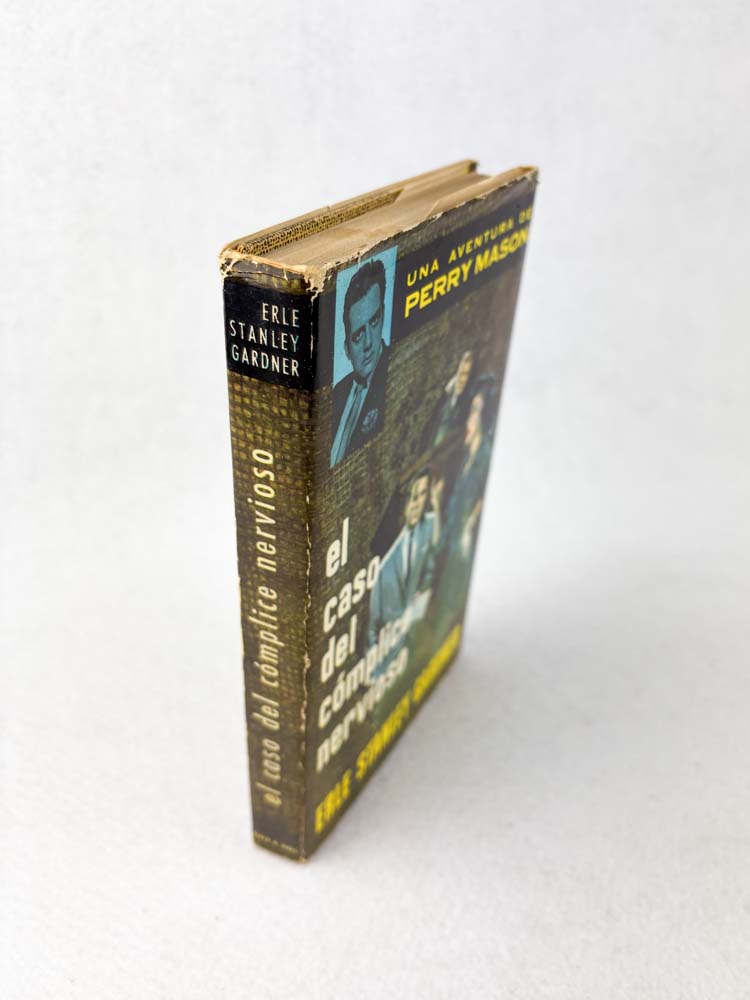 ERLE
STANLEY
GARDNER
el caso del cómplice nervioso
UNA AVENTURA DE
PERRY MASON
el
caso
del
cómplice
nervioso
ERLE STANLEY GARDNER